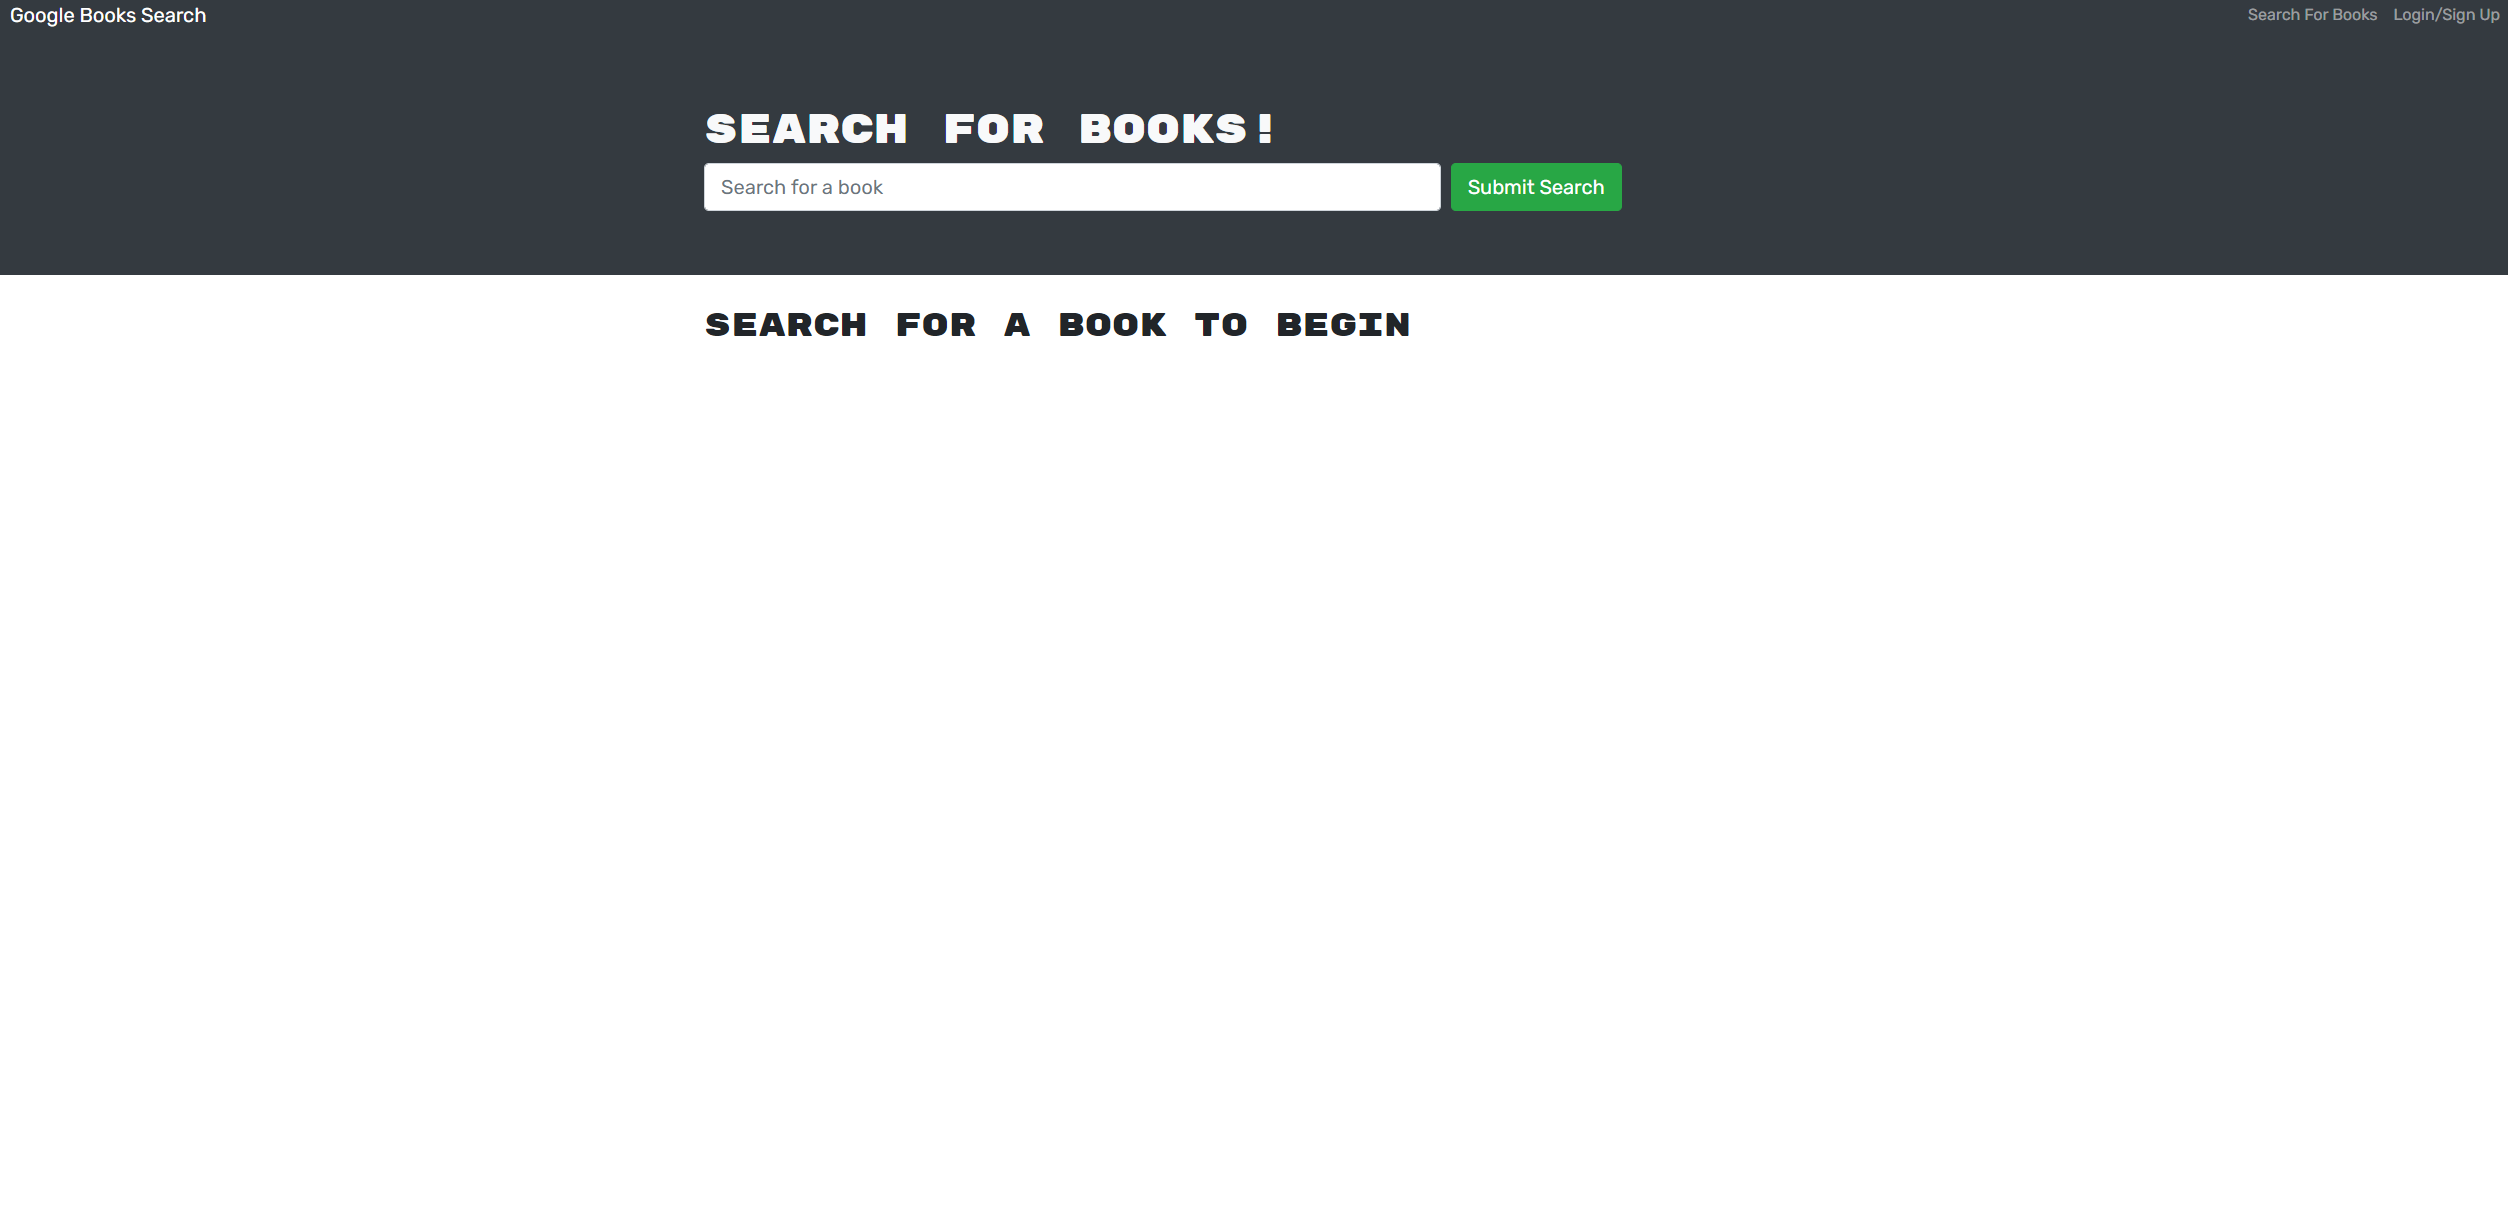 Google Books Search
Search For Books
Login/Sign Up
SEARCH FOR BOOKS!
Search for a book
Submit Search
SEARCH FOR A BOOK TO BEGIN